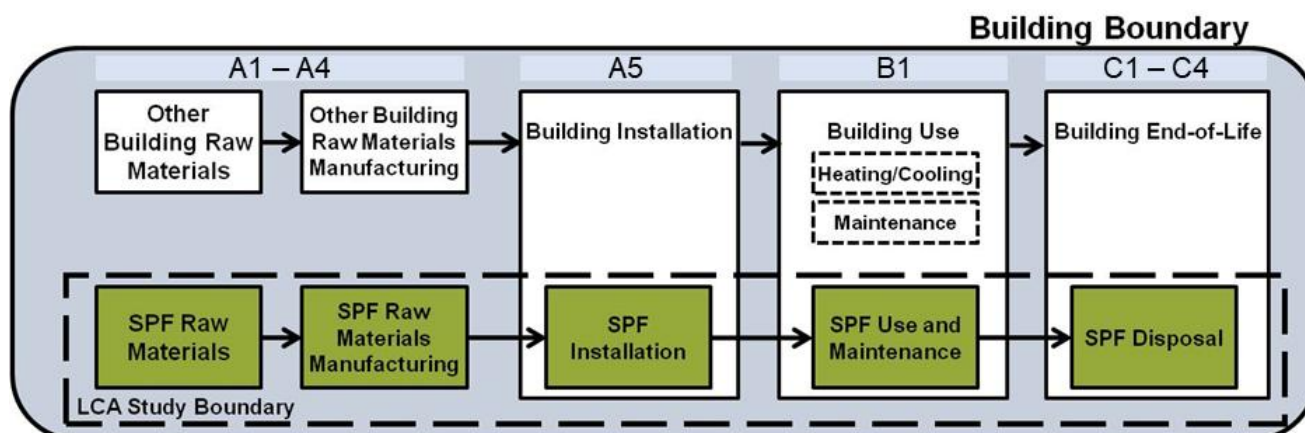 Building Boundary
A1 – A4
A5
B1
C1 – C4
Other
Building Raw
Materials
Other Building
Raw Materials
Manufacturing
Building Installation
Building Use
Heating/Cooling
Maintenance
Building End-of-Life
SPF Raw
Materials
SPF Raw
Materials
Manufacturing
SPF
Installation
SPF Use and
Maintenance
SPF Disposal
LCA Study Boundary